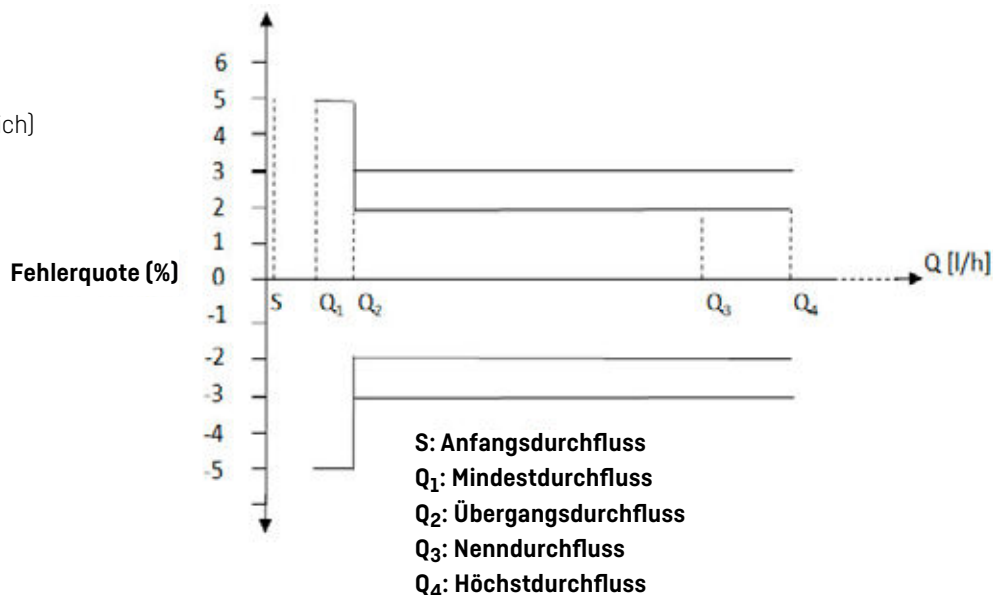 6
5
ich)
4
3
2
1
Fehlerquote (%) 0
Q [l/h]
S Q₁ Q₂ Q₃ Q₄
-1
-2
-3
-4
-5
S: Anfangsdurchfluss
Q₁: Mindestdurchfluss
Q₂: Übergangsdurchfluss
Q₃: Nenndurchfluss
Q₄: Höchstdurchfluss